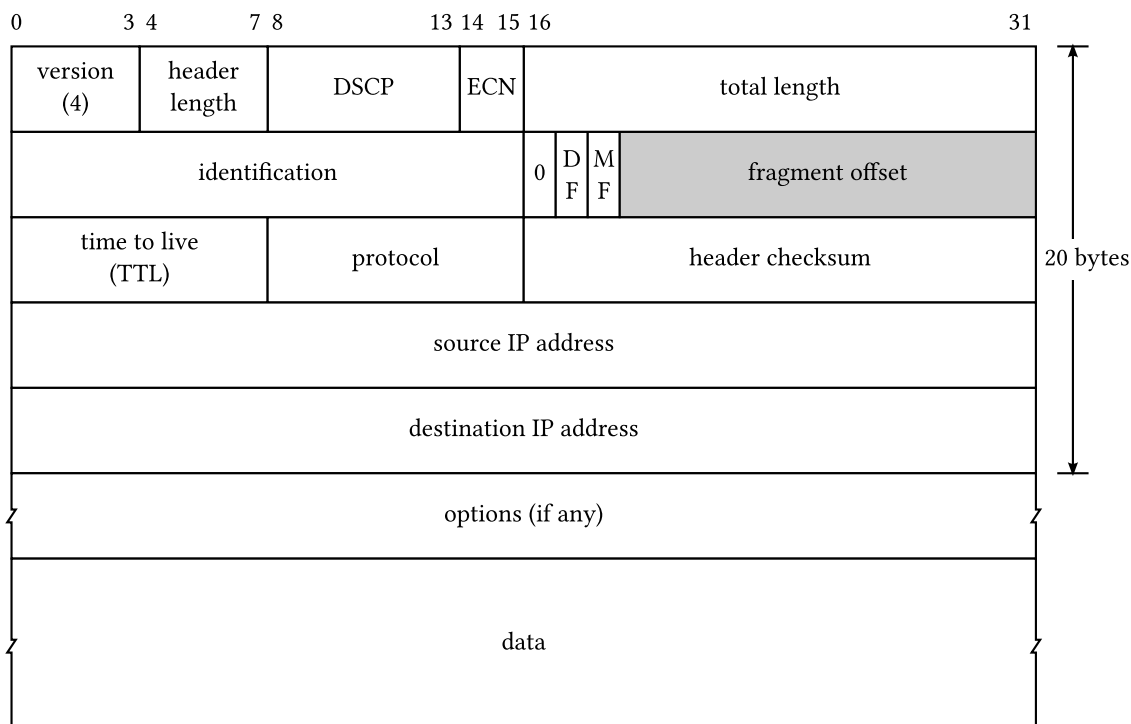 0 3 4 7 8 13 14 15 16 31
version
(4)
header
length
DSCP
ECN
total length
identification
0
D
F
M
F
fragment offset
time to live
(TTL)
protocol
header checksum
20 bytes
source IP address
destination IP address
options (if any)
data